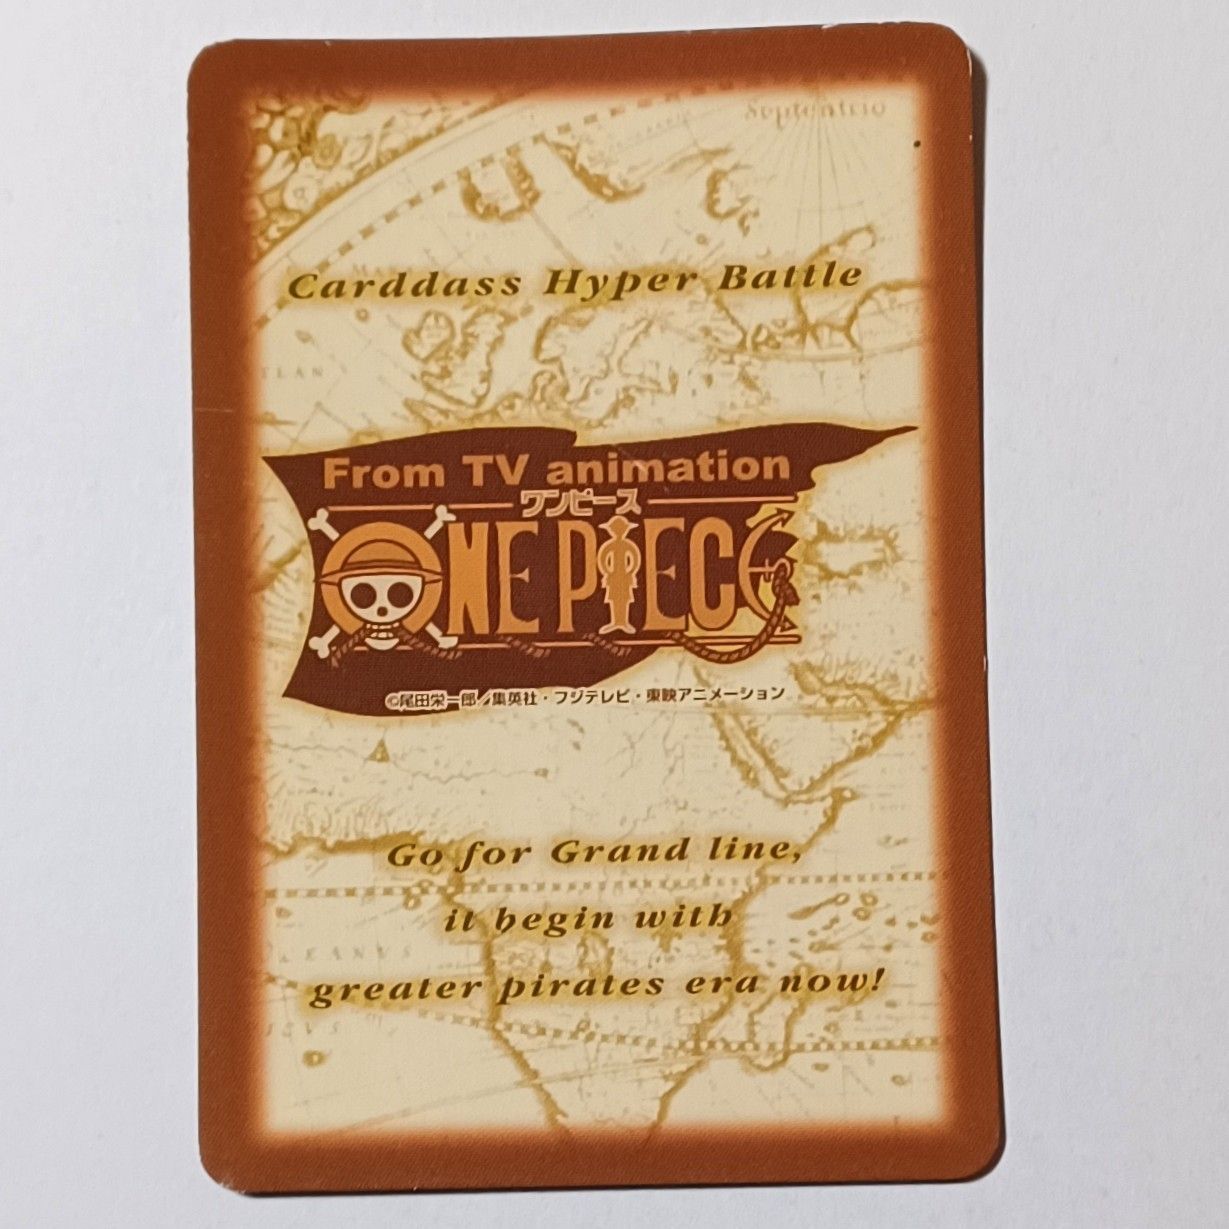 Septentrio
Carddass Hyper Battle
From TV animation
ワンピース
ONE PIECE
©尾田栄一郎/集英社・フジテレビ・東映アニメーション
Go for Grand line,
it begin with
greater pirates era now!